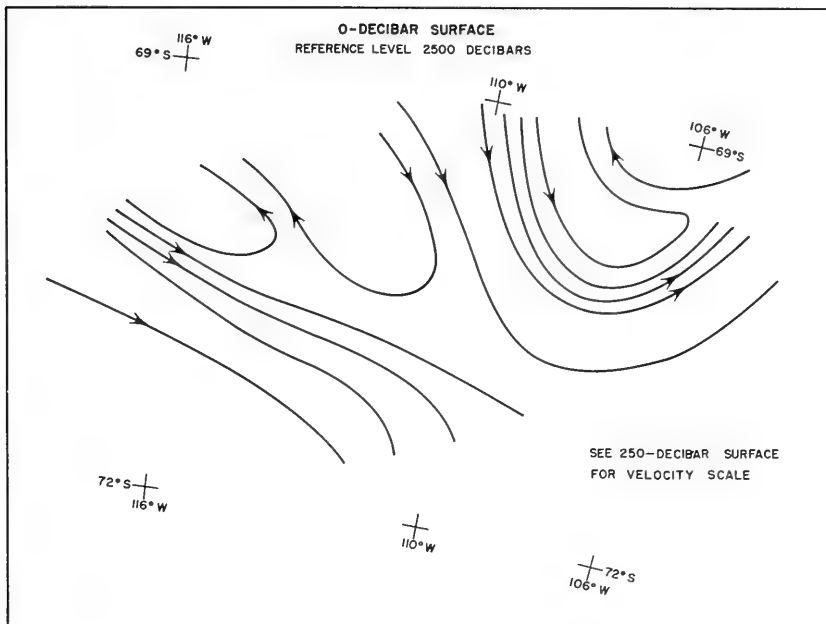 O-DECIBAR SURFACE
REFERENCE LEVEL 2500 DECIBARS
116° W
69° S
110° W
106° W
69° S
SEE 250-DECIBAR SURFACE
FOR VELOCITY SCALE
72° S
116° W
110° W
72° S
106° W